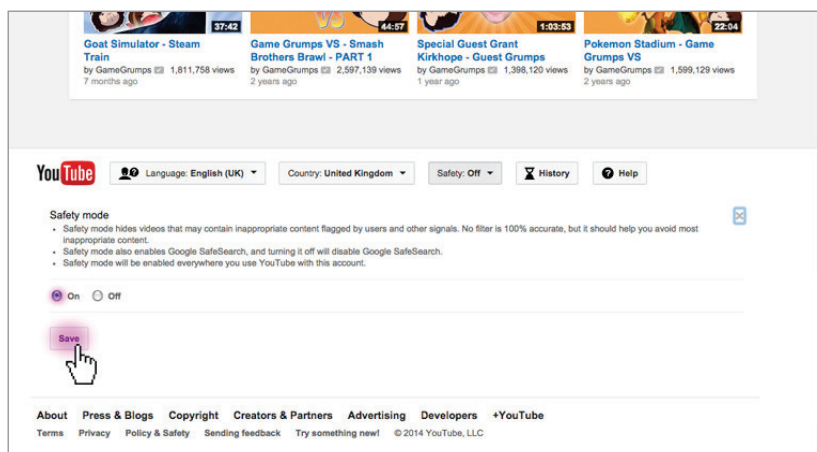 37:42
44:57
1:03:53
22:04
Goat Simulator - Steam Train
by GameGrumps 1,811,758 views
7 months ago
Game Grumps VS - Smash Brothers Brawl - PART 1
by GameGrumps 2,597,139 views
2 years ago
Special Guest Grant Kirkhope - Guest Grumps
by GameGrumps 1,398,120 views
1 year ago
Pokemon Stadium - Game Grumps VS
by GameGrumps 1,599,129 views
2 years ago
YouTube
Language: English (UK)
Country: United Kingdom
Safety: Off
History
Help
Safety mode
Safety mode hides videos that may contain inappropriate content flagged by users and other signals. No filter is 100% accurate, but it should help you avoid most
inappropriate content.
Safety mode also enables Google SafeSearch, and turning it off will disable Google SafeSearch.
Safety mode will be enabled everywhere you use YouTube with this account.
On Off
Save
About Press & Blogs Copyright Creators & Partners Advertising Developers +YouTube
Terms Privacy Policy & Safety Sending feedback Try something new! © 2014 YouTube, LLC